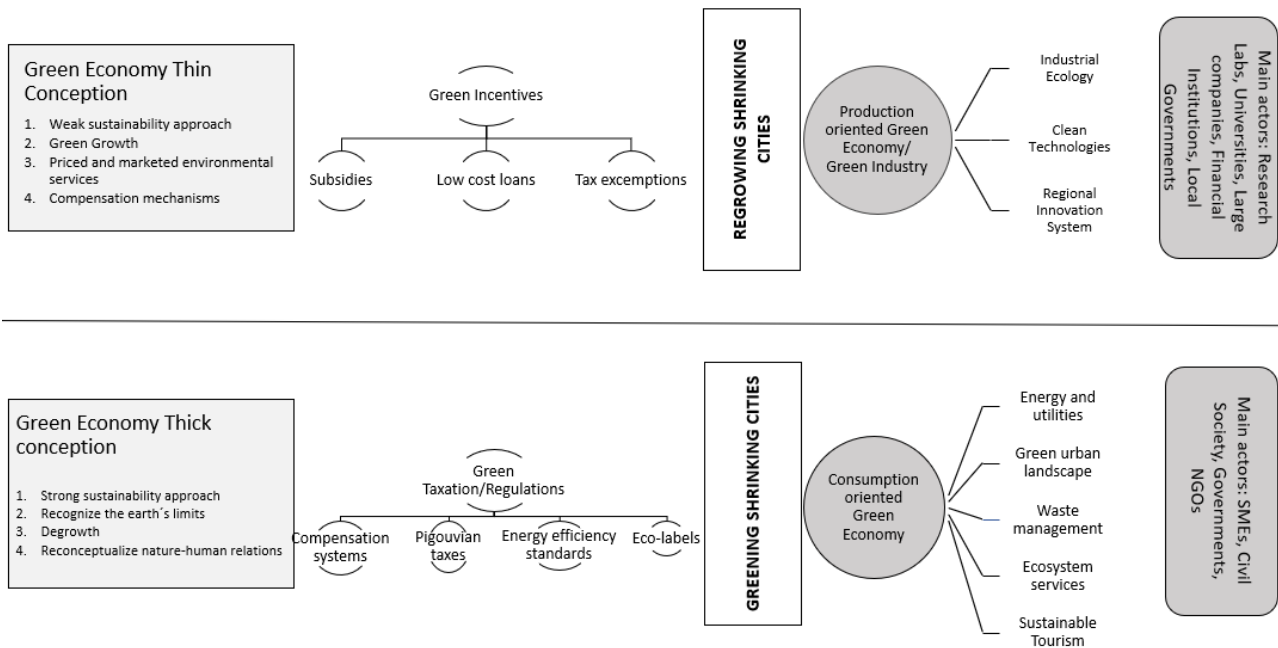 Green Economy Thin
Conception
1. Weak sustainability approach
2. Green Growth
3. Priced and marketed environmental
services
4. Compensation mechanisms
Green Incentives
Subsidies
Low cost loans
Tax excemptions
REGROWING SHRINKING
CITIES
Production
oriented Green
Economy/
Green Industry
Industrial
Ecology
Clean
Technologies
Regional
Innovation
System
Main actors: Research
Labs, Universities, Large
companies, Financial
Institutions, Local
Governments
Green Economy Thick
conception
1. Strong sustainability approach
2. Recognize the earth´s limits
3. Degrowth
4. Reconceptualize nature-human relations
Green
Taxation/Regulations
Compensation
systems
Pigouvian
taxes
Energy efficiency
standards
Eco-labels
GREENING SHRINKING CITIES
Consumption
oriented
Green
Economy
Energy and
utilities
Green urban
landscape
Waste
management
Ecosystem
services
Sustainable
Tourism
Main actors: SMEs, Civil
Society, Governments,
NGOs